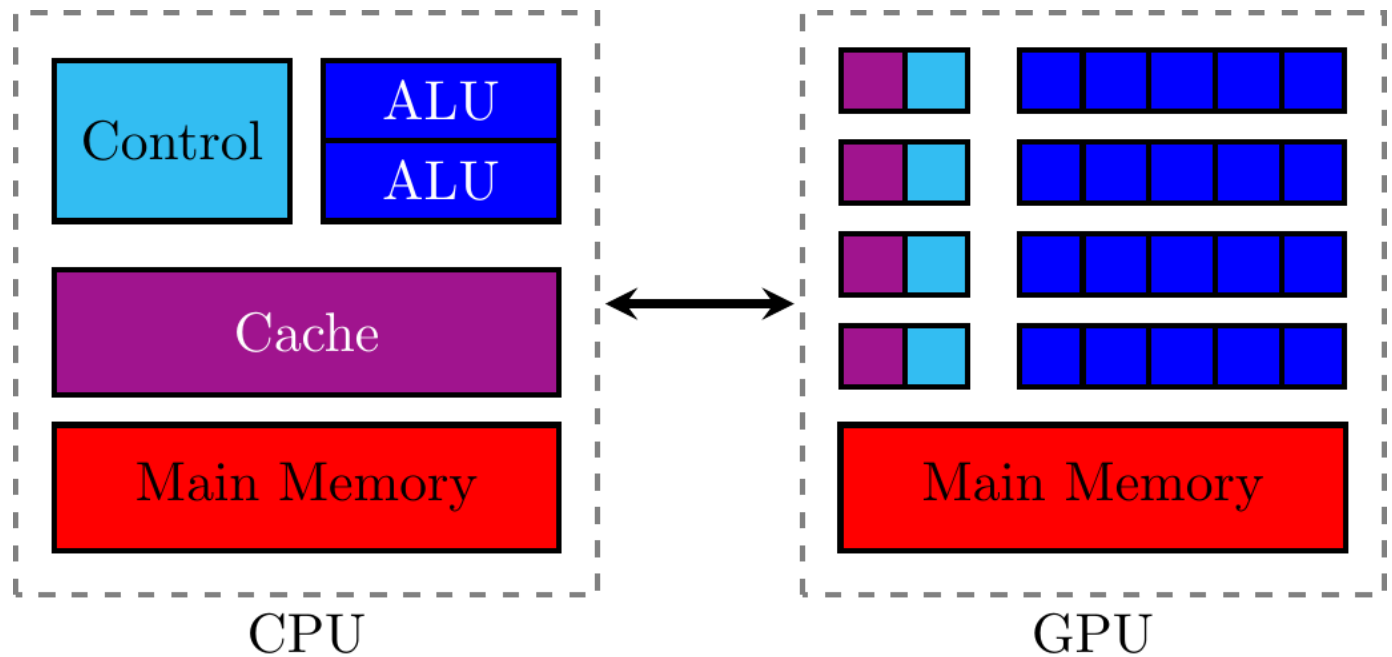 Control
ALU
ALU
Cache
Main Memory
CPU
Main Memory
GPU